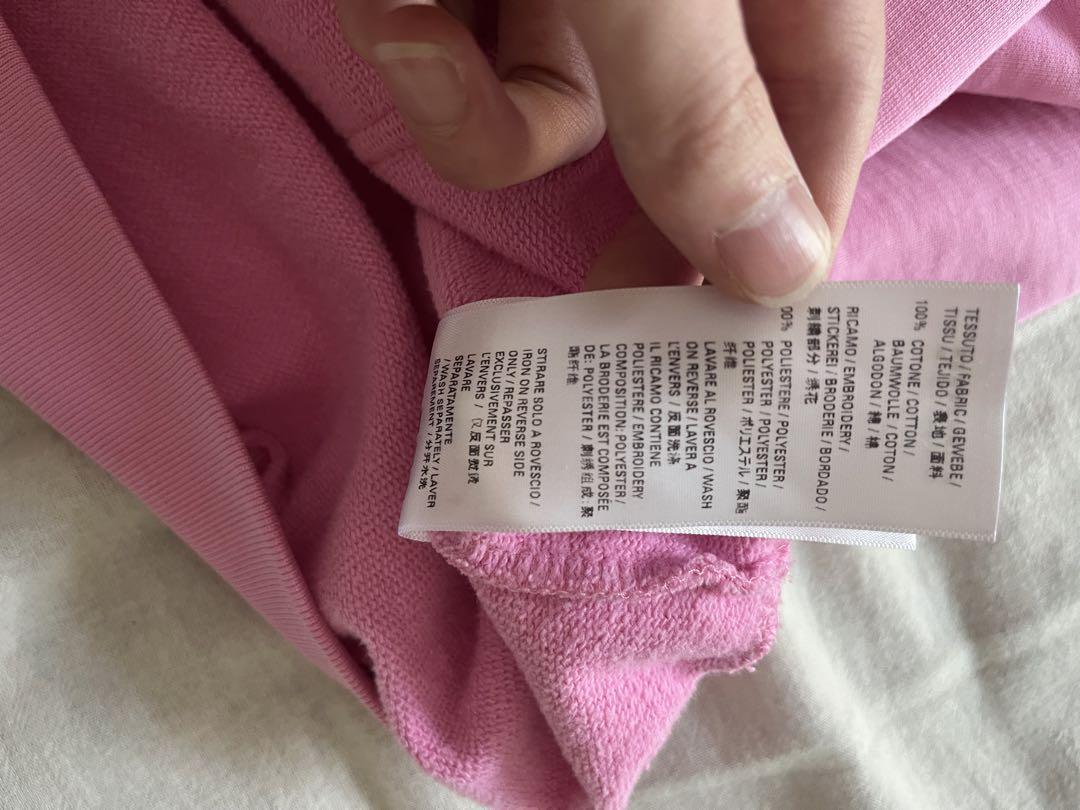 TESSUTO / FABRIC / GEWEBE /
TISSU / TEJIDO / 表地 / 面料
100% COTONE / COTTON /
BAUMWOLLE / COTON /
ALGODON / 棉 / 棉
RICAMO / EMBROIDERY /
STICKEREI / BRODERIE / BORDADO /
刺繍部分 / 绣花
00% POLIESTERE / POLYESTER /
POLYESTER / POLYESTER /
POLIESTER / ポリエステル / 聚酯
纤维
LAVARE AL ROVESCIO / WASH
ON REVERSE / LAVER A
L'ENVERS / 反面洗涤
IL RICAMO CONTIENE
POLIESTERE / EMBROIDERY
COMPOSITION: POLYESTER /
LA BRODERIE EST COMPOSÉE
DE: POLYESTER / 刺绣组成: 聚
酯纤维
STIRARE SOLO A ROVESCIO /
IRON ON REVERSE SIDE
ONLY / REPASSER
EXCLUSIVEMENT SUR
L'ENVERS / 仅反面熨烫
LAVARE
SEPARATAMENTE
/ WASH SEPARATELY / LAVER
SEPAREMENT / 分开水洗